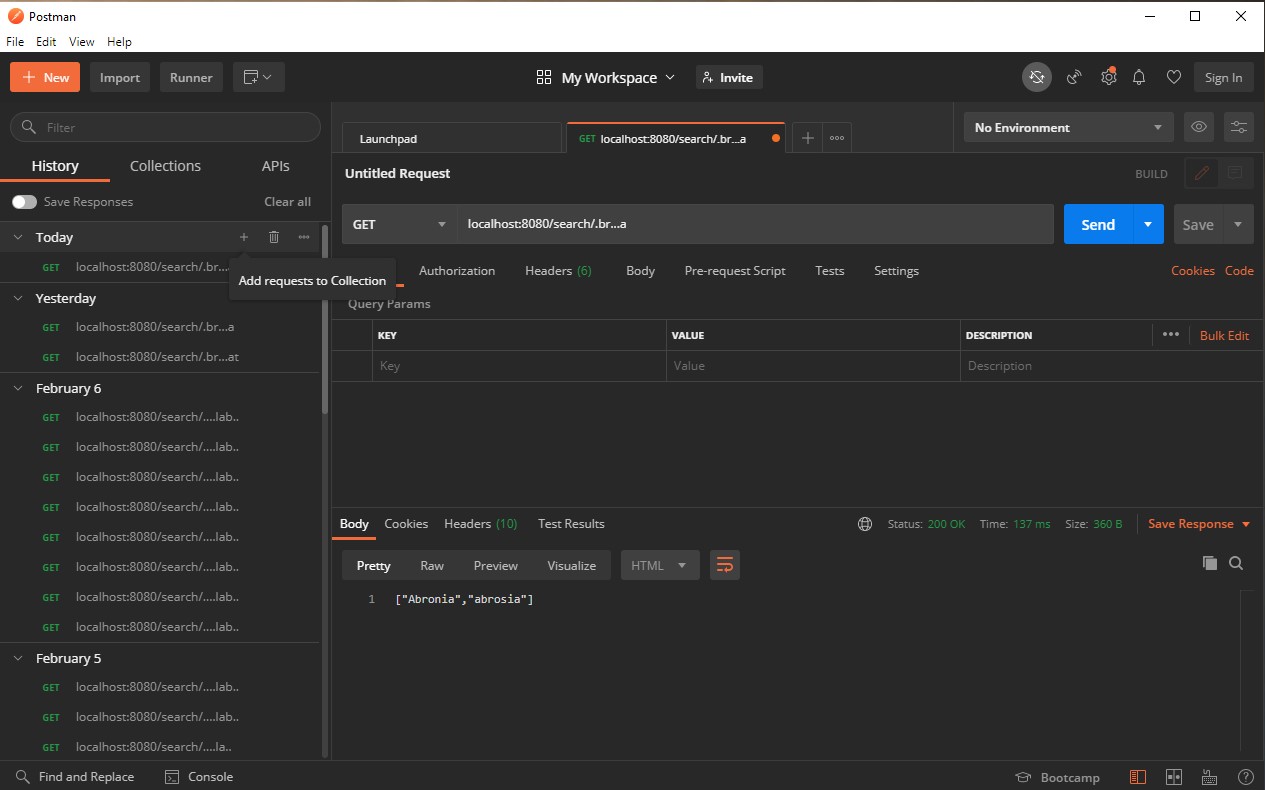 Postman
File Edit View Help
New Import Runner
My Workspace Invite
Sign In
Filter
History Collections APIs
Save Responses Clear all
Today
GET localhost:8080/search/.br...
Add requests to Collection
Yesterday
GET localhost:8080/search/.br...a
GET localhost:8080/search/.br...at
February 6
GET localhost:8080/search/....lab..
GET localhost:8080/search/....lab..
GET localhost:8080/search/....lab..
GET localhost:8080/search/....lab..
GET localhost:8080/search/....lab..
GET localhost:8080/search/....lab..
GET localhost:8080/search/....lab..
GET localhost:8080/search/....lab..
February 5
GET localhost:8080/search/....lab..
GET localhost:8080/search/....lab..
GET localhost:8080/search/....la..
Launchpad
GET localhost:8080/search/.br...a
No Environment
Untitled Request
BUILD
GET localhost:8080/search/.br...a
Send Save
Authorization Headers (6) Body Pre-request Script Tests Settings
Cookies Code
Query Params
KEY VALUE DESCRIPTION Bulk Edit
Key Value Description
Body Cookies Headers (10) Test Results
Status: 200 OK Time: 137 ms Size: 360 B Save Response
Pretty Raw Preview Visualize HTML
1 ["Abronia","abrosia"]
Find and Replace Console
Bootcamp